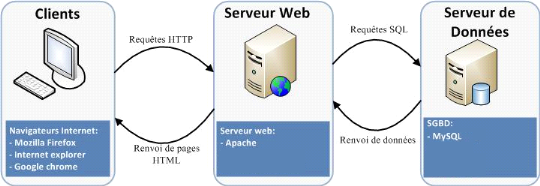 Clients
Serveur Web
Serveur de
Données
Requêtes HTTP
Requêtes SQL
Renvoi de pages
HTML
Renvoi de données
Navigateurs Internet:
- Mozilla Firefox
- Internet explorer
- Google chrome
Serveur web:
- Apache
SGBD:
- MySQL